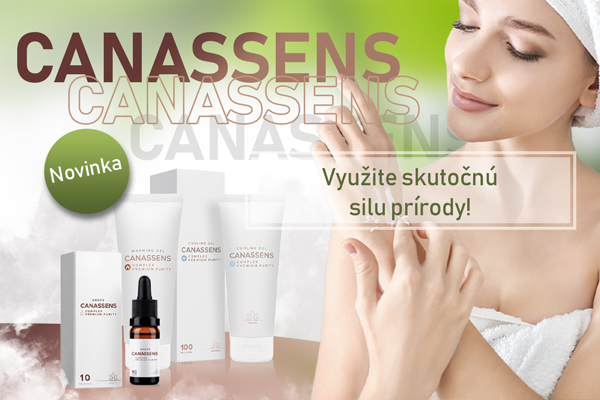 CANASSENS
CANASSENS
CANASSENS
Novinka
Využite skutočnú
silu prírody!
WARMING GEL
CANASSENS
COMPLEX
PREMIUM PURITY
COOLING GEL
CANASSENS
COMPLEX
PREMIUM PURITY
100
COOLING GEL
CANASSENS
COMPLEX
PREMIUM PURITY
DROPS
CANASSENS
COMPLEX
PREMIUM PURITY
10
CANASSENS